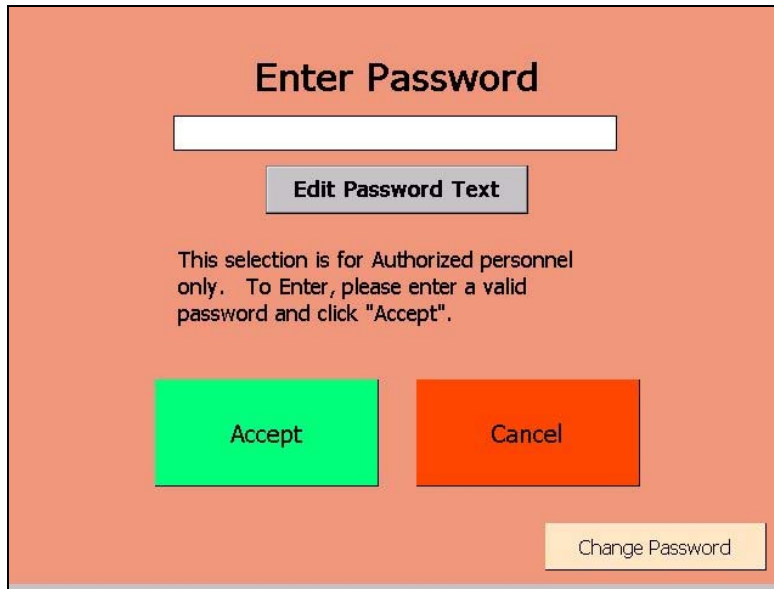 Enter Password
Edit Password Text
This selection is for Authorized personnel
only.   To Enter, please enter a valid
password and click "Accept".
Accept
Cancel
Change Password